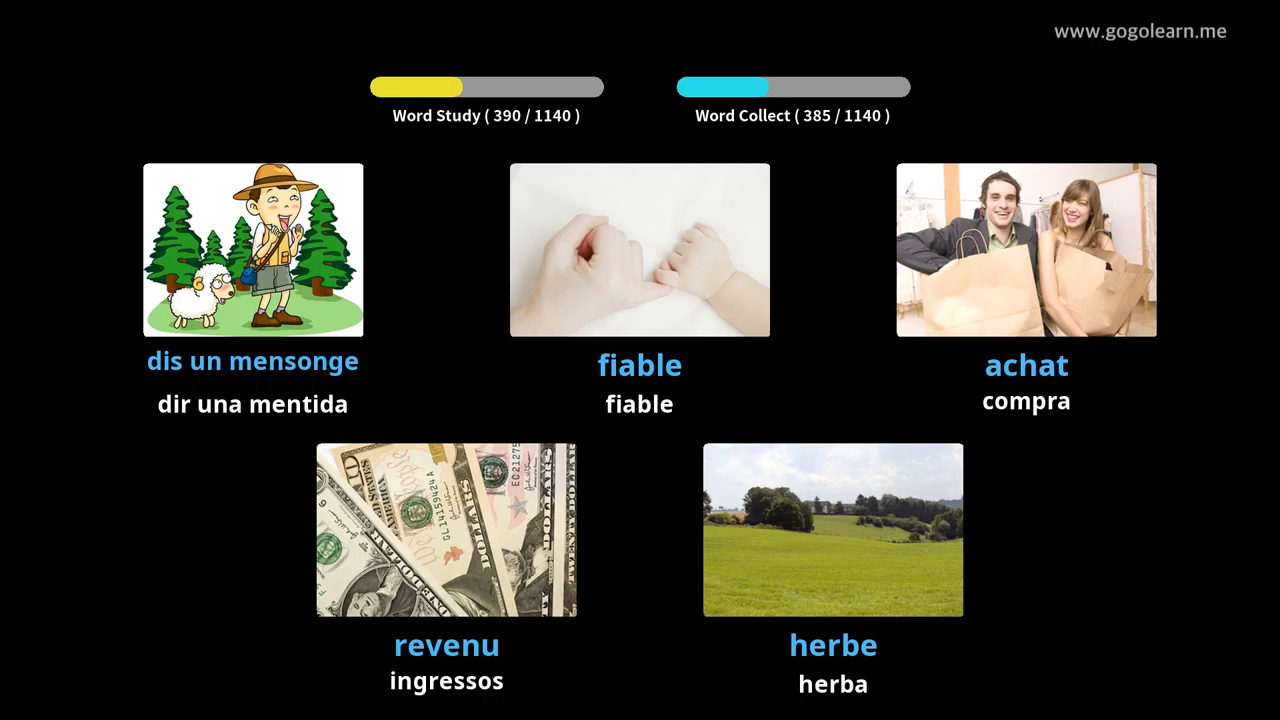 www.gogolearn.me
Word Study ( 390 / 1140 )
Word Collect ( 385 / 1140 )
dis un mensonge
dir una mentida
fiable
fiable
achat
compra
revenu
ingressos
herbe
herba